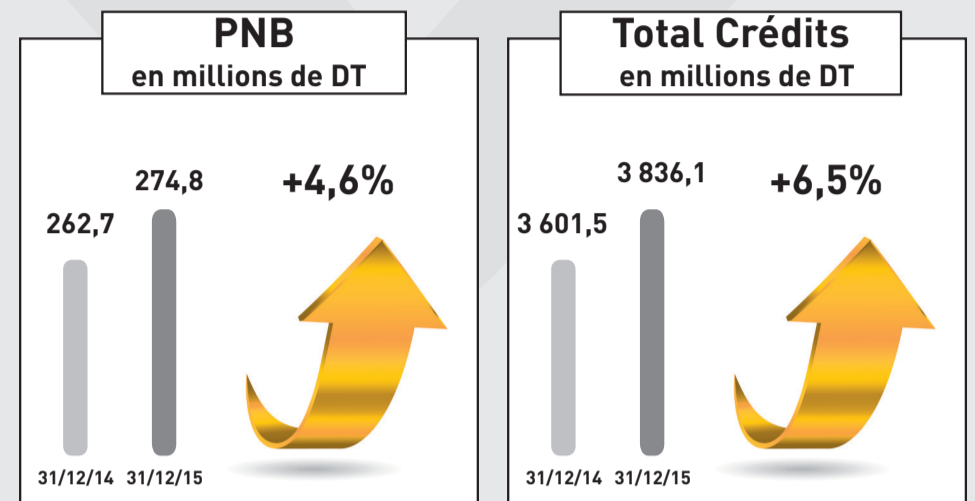 PNB
en millions de DT
262,7
274,8
+4,6%
31/12/14 31/12/15
Total Crédits
en millions de DT
3 601,5
3 836,1
+6,5%
31/12/14 31/12/15